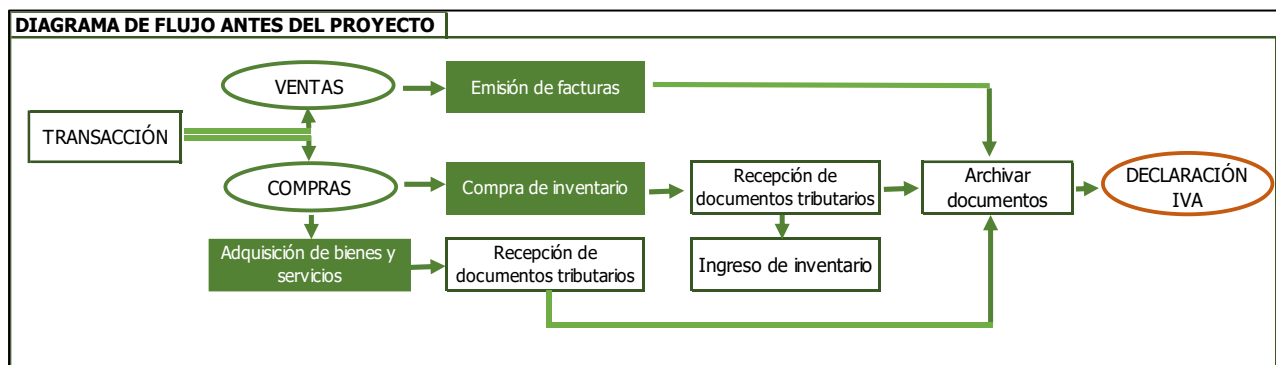 DIAGRAMA DE FLUJO ANTES DEL PROYECTO
VENTAS
Emisión de facturas
TRANSACCIÓN
COMPRAS
Compra de inventario
Recepción de
documentos tributarios
Archivar
documentos
DECLARACIÓN
IVA
Adquisición de bienes y
servicios
Recepción de
documentos tributarios
Ingreso de inventario